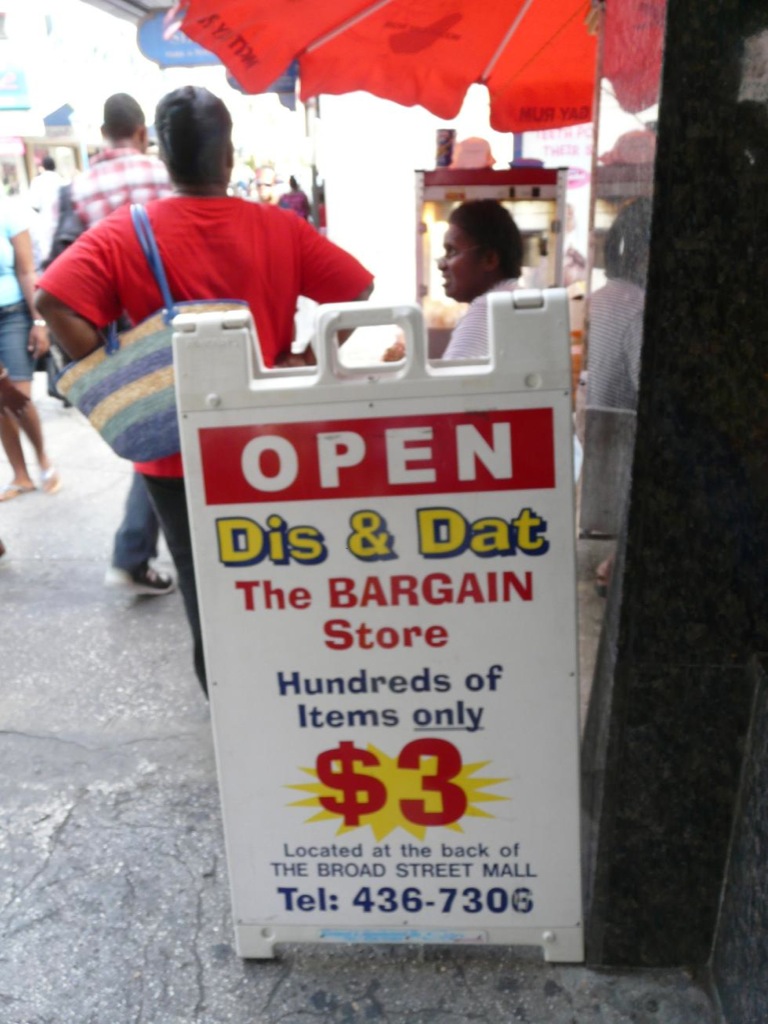 OPEN
Dis & Dat
The BARGAIN
Store
Hundreds of
Items only
$3
Located at the back of
THE BROAD STREET MALL
Tel: 436-7306